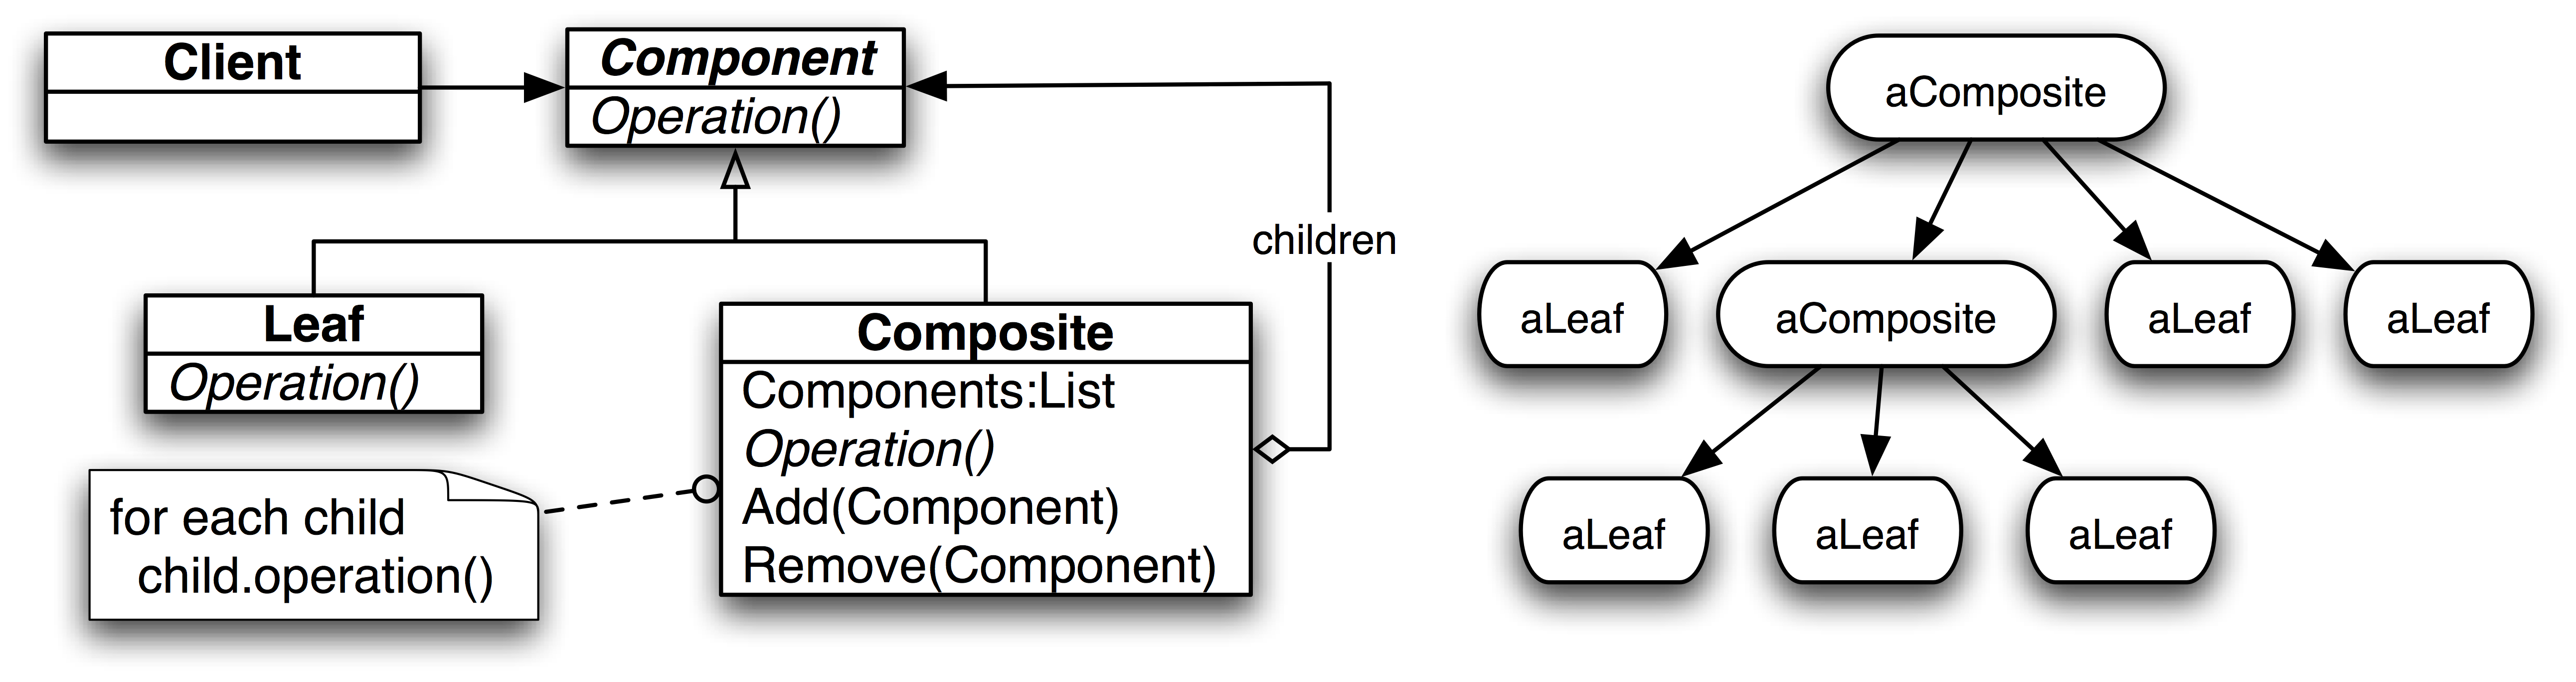 Client
Component
Operation()
Leaf
Operation()
Composite
Components:List
Operation()
Add(Component)
Remove(Component)
for each child
child.operation()
children
aComposite
aLeaf
aComposite
aLeaf
aLeaf
aLeaf
aLeaf
aLeaf